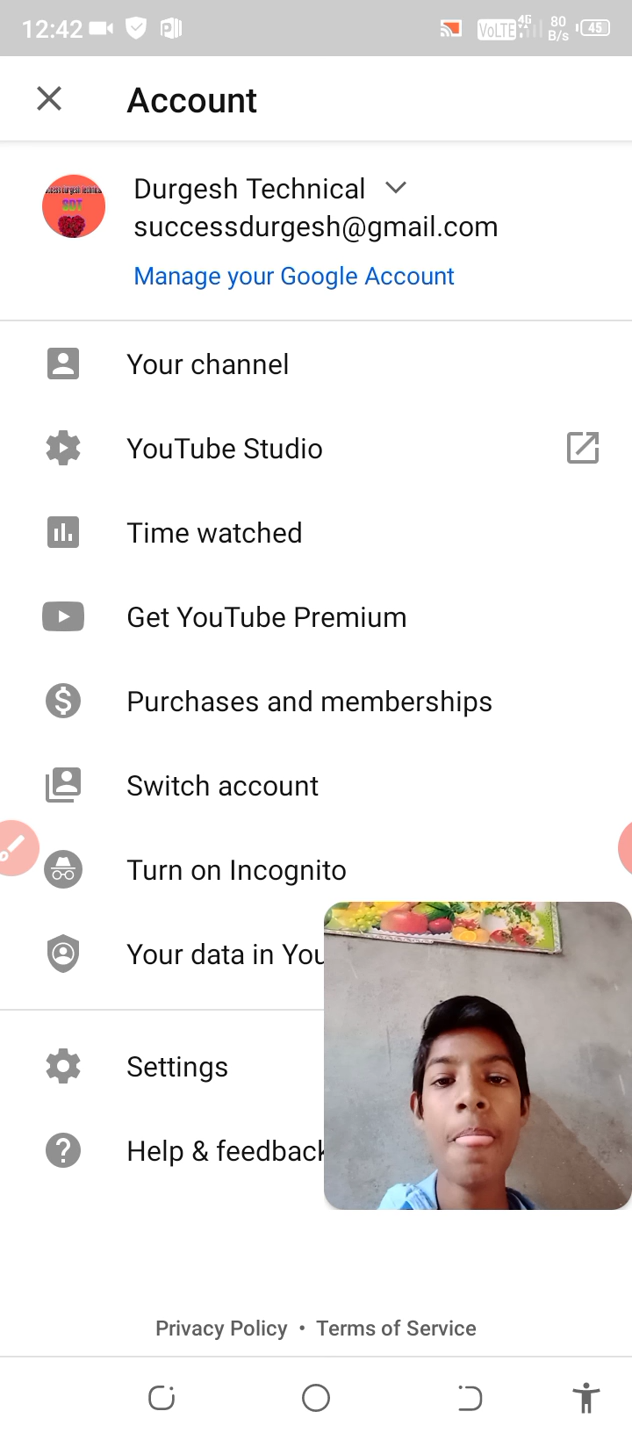 12:42
VoLTE 4G 80 B/s 45
Account
Durgesh Technical
successdurgesh@gmail.com
Manage your Google Account
Your channel
YouTube Studio
Time watched
Get YouTube Premium
Purchases and memberships
Switch account
Turn on Incognito
Your data in You
Settings
Help & feedback
Privacy Policy • Terms of Service